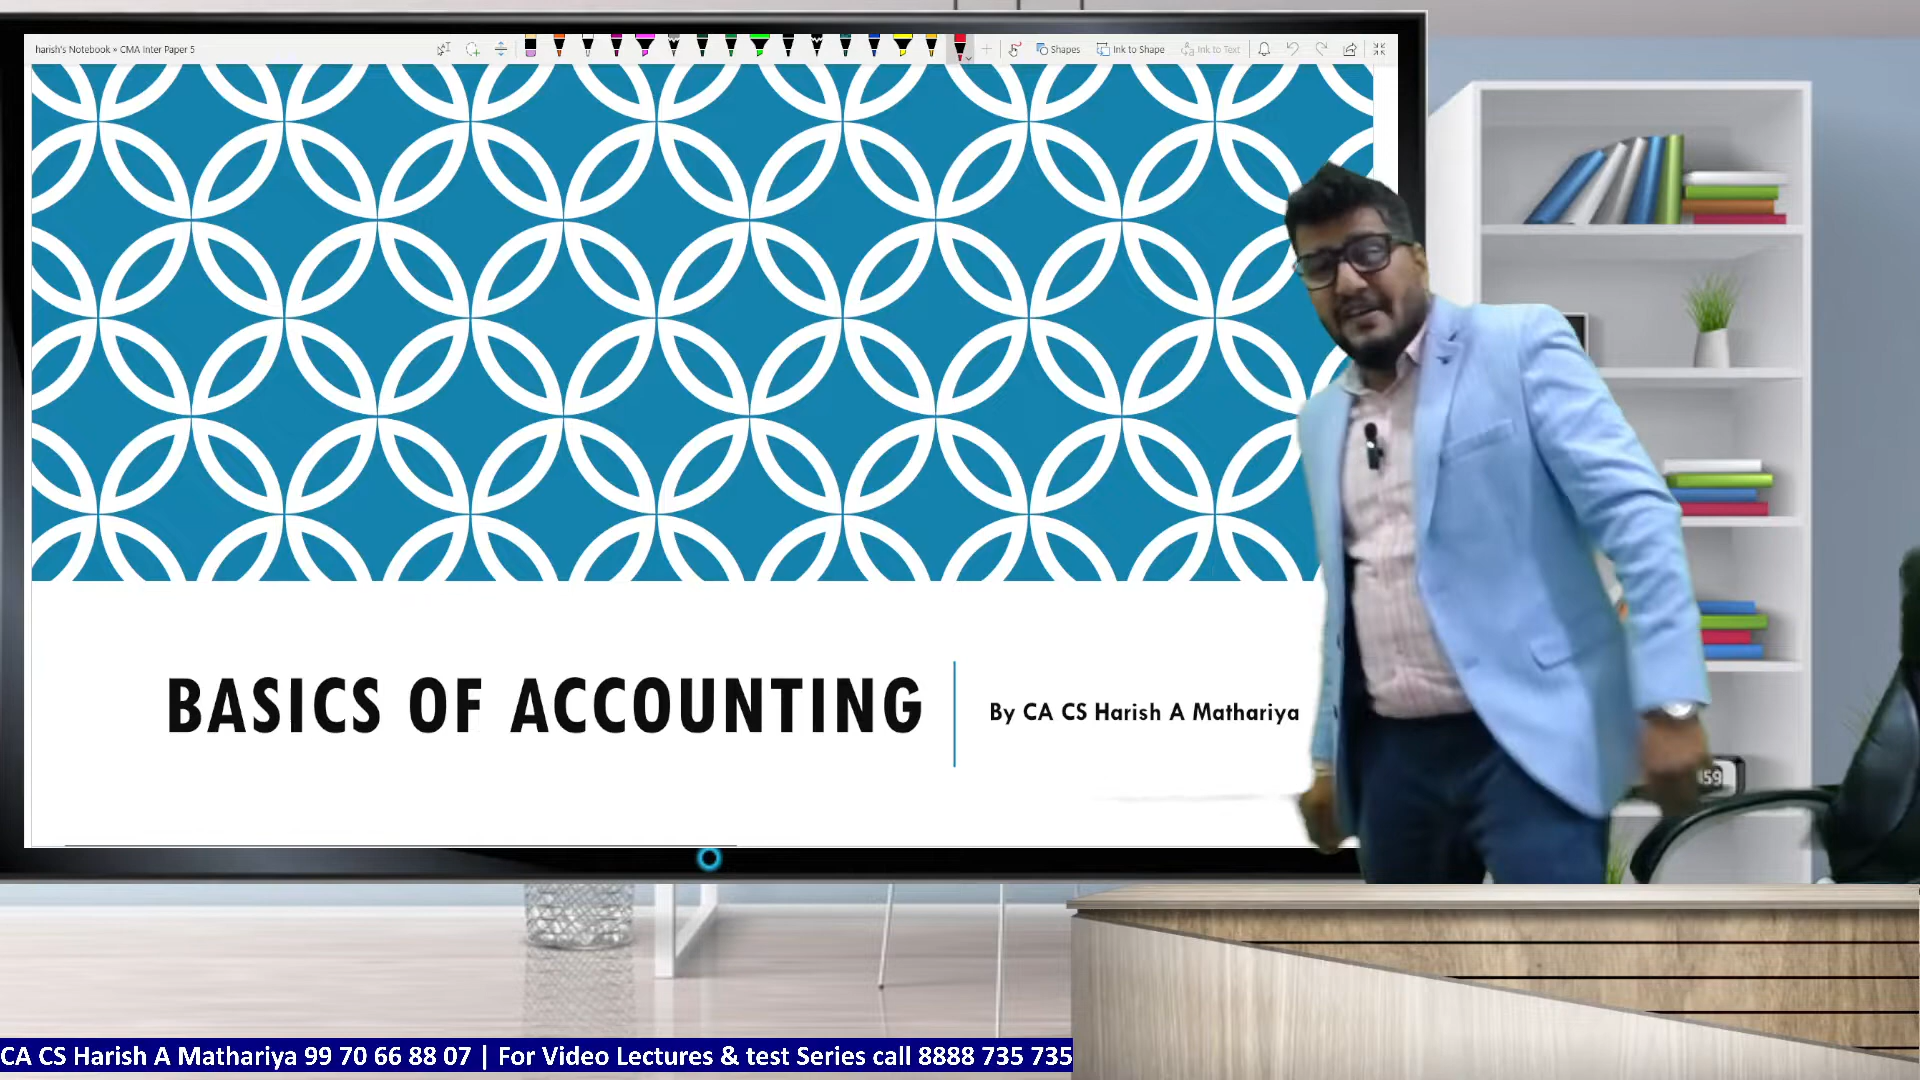 harish's Notebook » CMA Inter Paper 5
Shapes
Ink to Shape
Ink to Text
BASICS OF ACCOUNTING
By CA CS Harish A Mathariya
59
CA CS Harish A Mathariya 99 70 66 88 07 | For Video Lectures & test Series call 8888 735 735